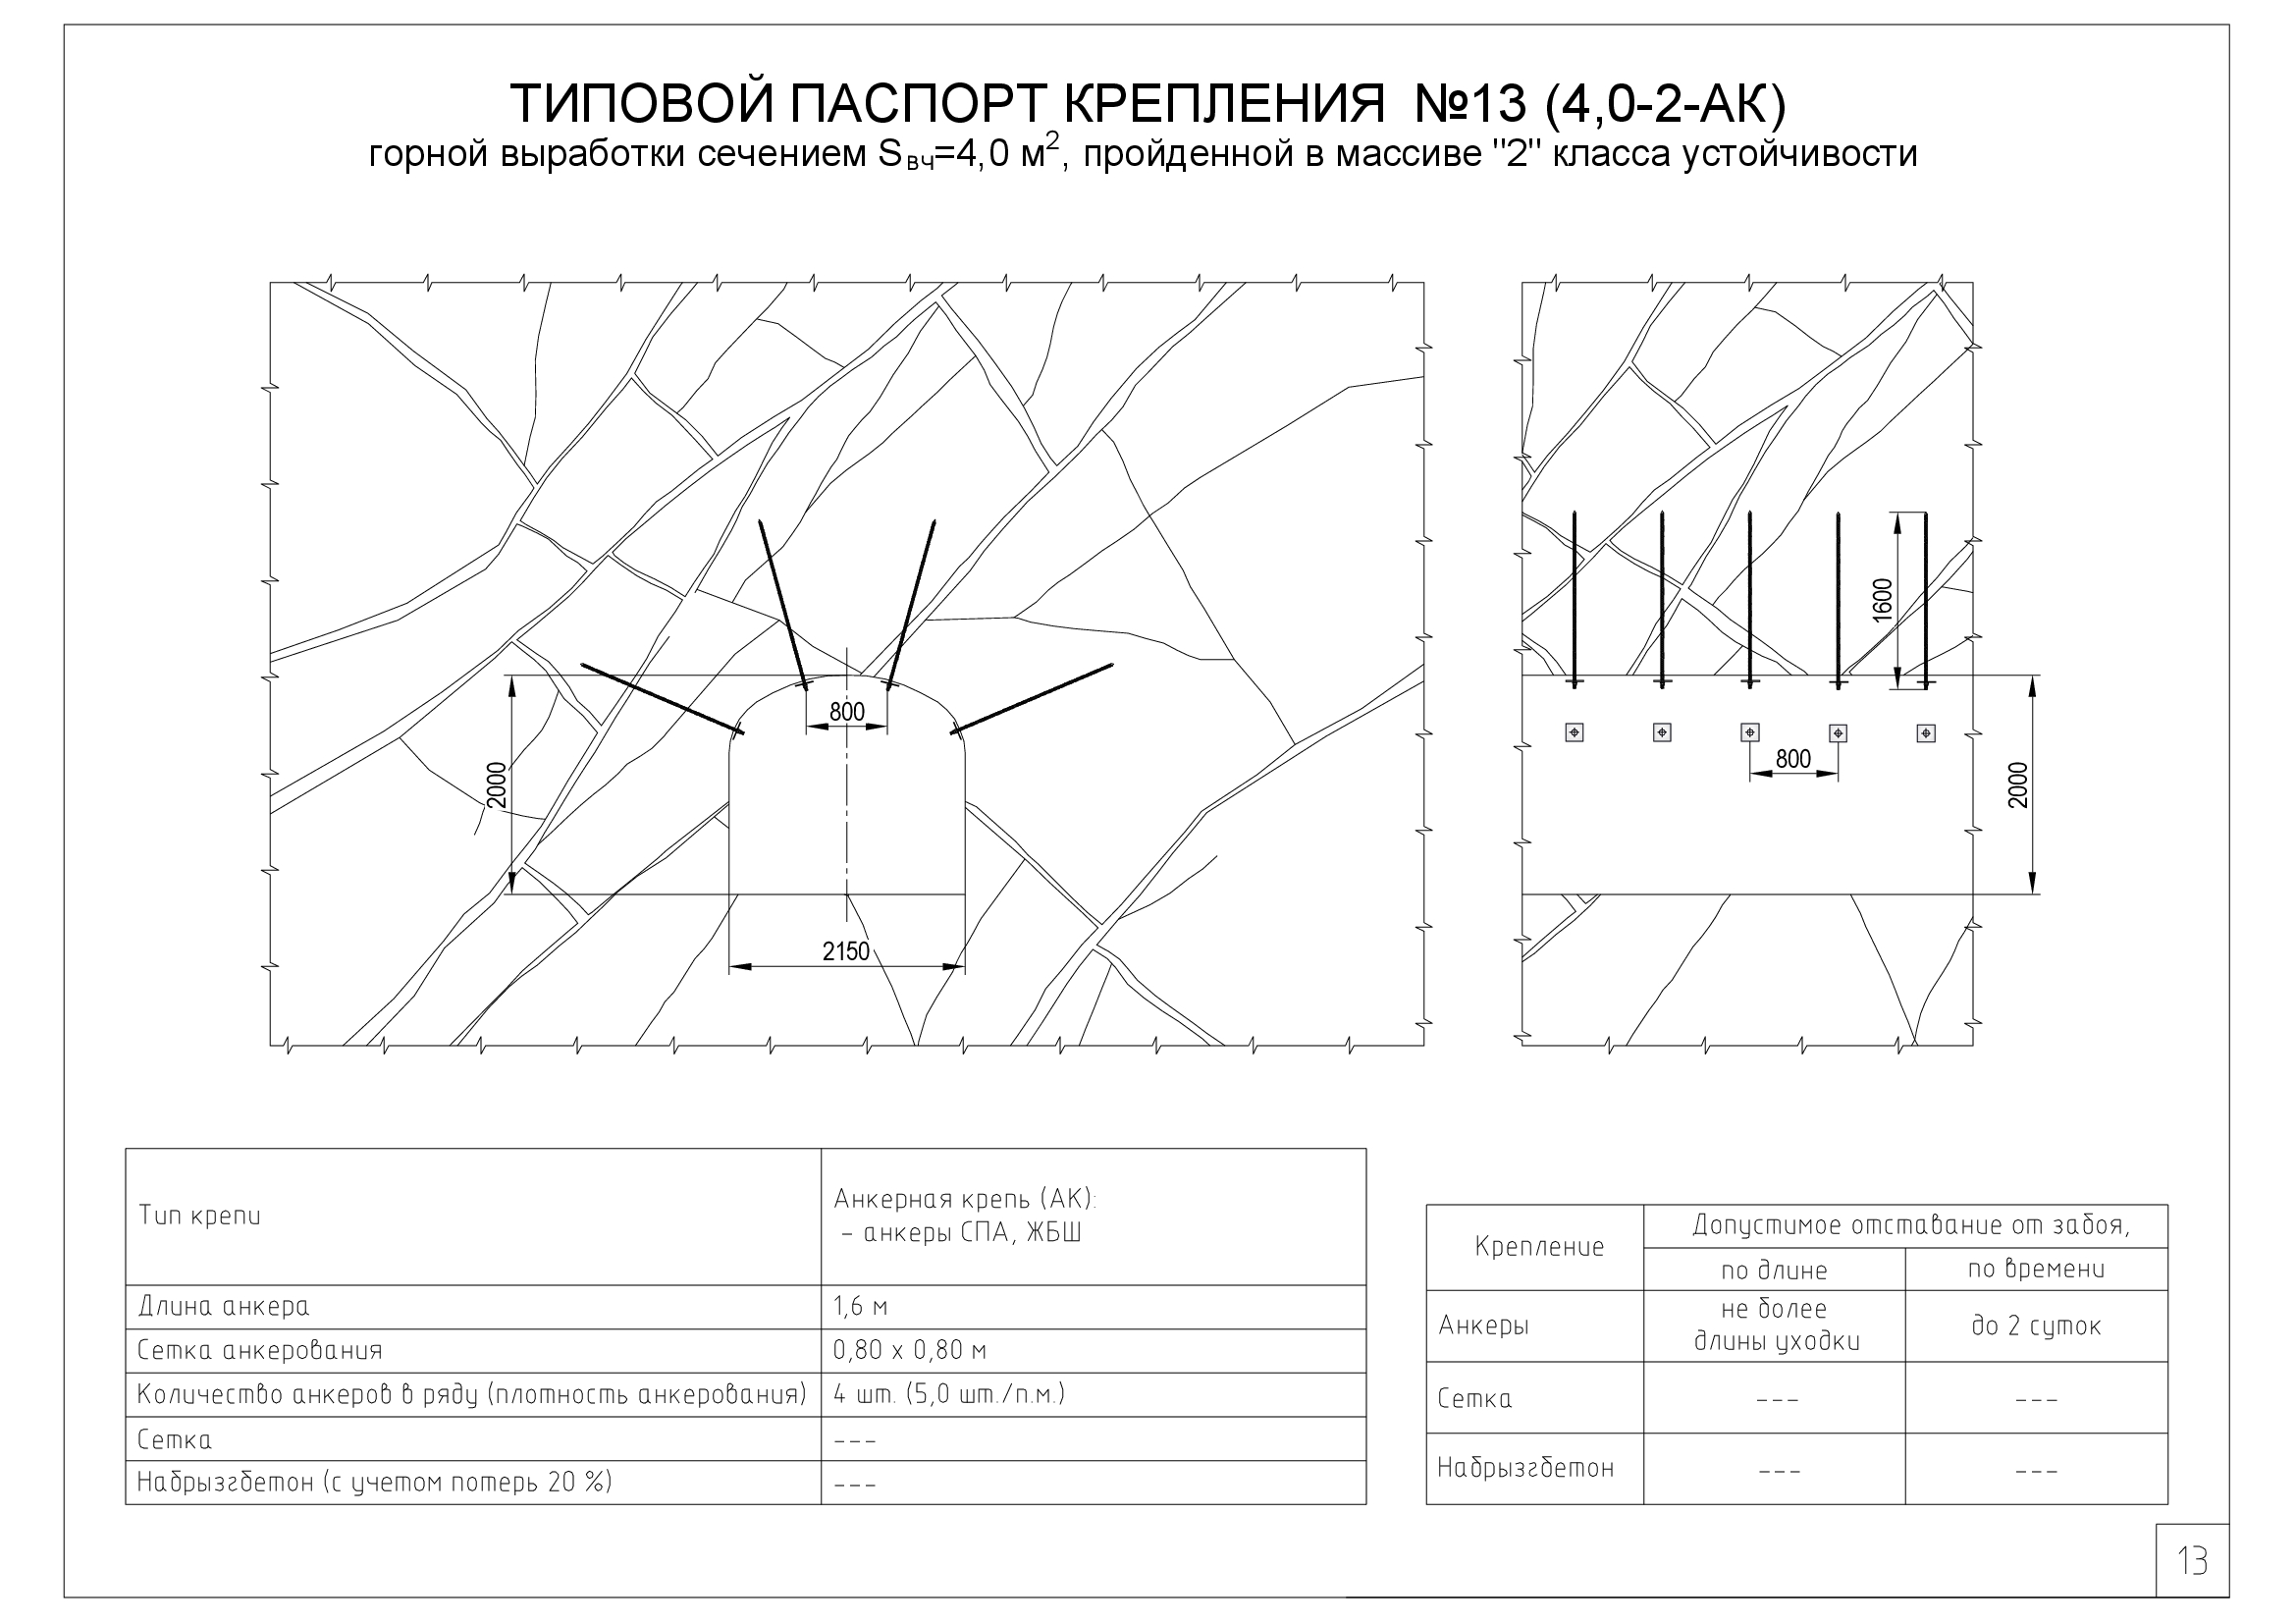 ТИПОВОЙ ПАСПОРТ КРЕПЛЕНИЯ №13 (4,0-2-АК)
горной выработки сечением Sвч=4,0 м², пройденной в массиве "2" класса устойчивости
800
2000
2150
1600
800
2000
Тип крепи
Анкерная крепь (АК):
- анкеры СПА, ЖБШ
Длина анкера
1,6 м
Сетка анкерования
0,80 х 0,80 м
Количество анкеров в ряду (плотность анкерования)
4 шт. (5,0 шт./п.м.)
Сетка
---
Набрызгбетон (с учетом потерь 20 %)
---
Крепление
Допустимое отставание от забоя,
по длине
по времени
Анкеры
не более
длины уходки
до 2 суток
Сетка
---
---
Набрызгбетон
---
---
13